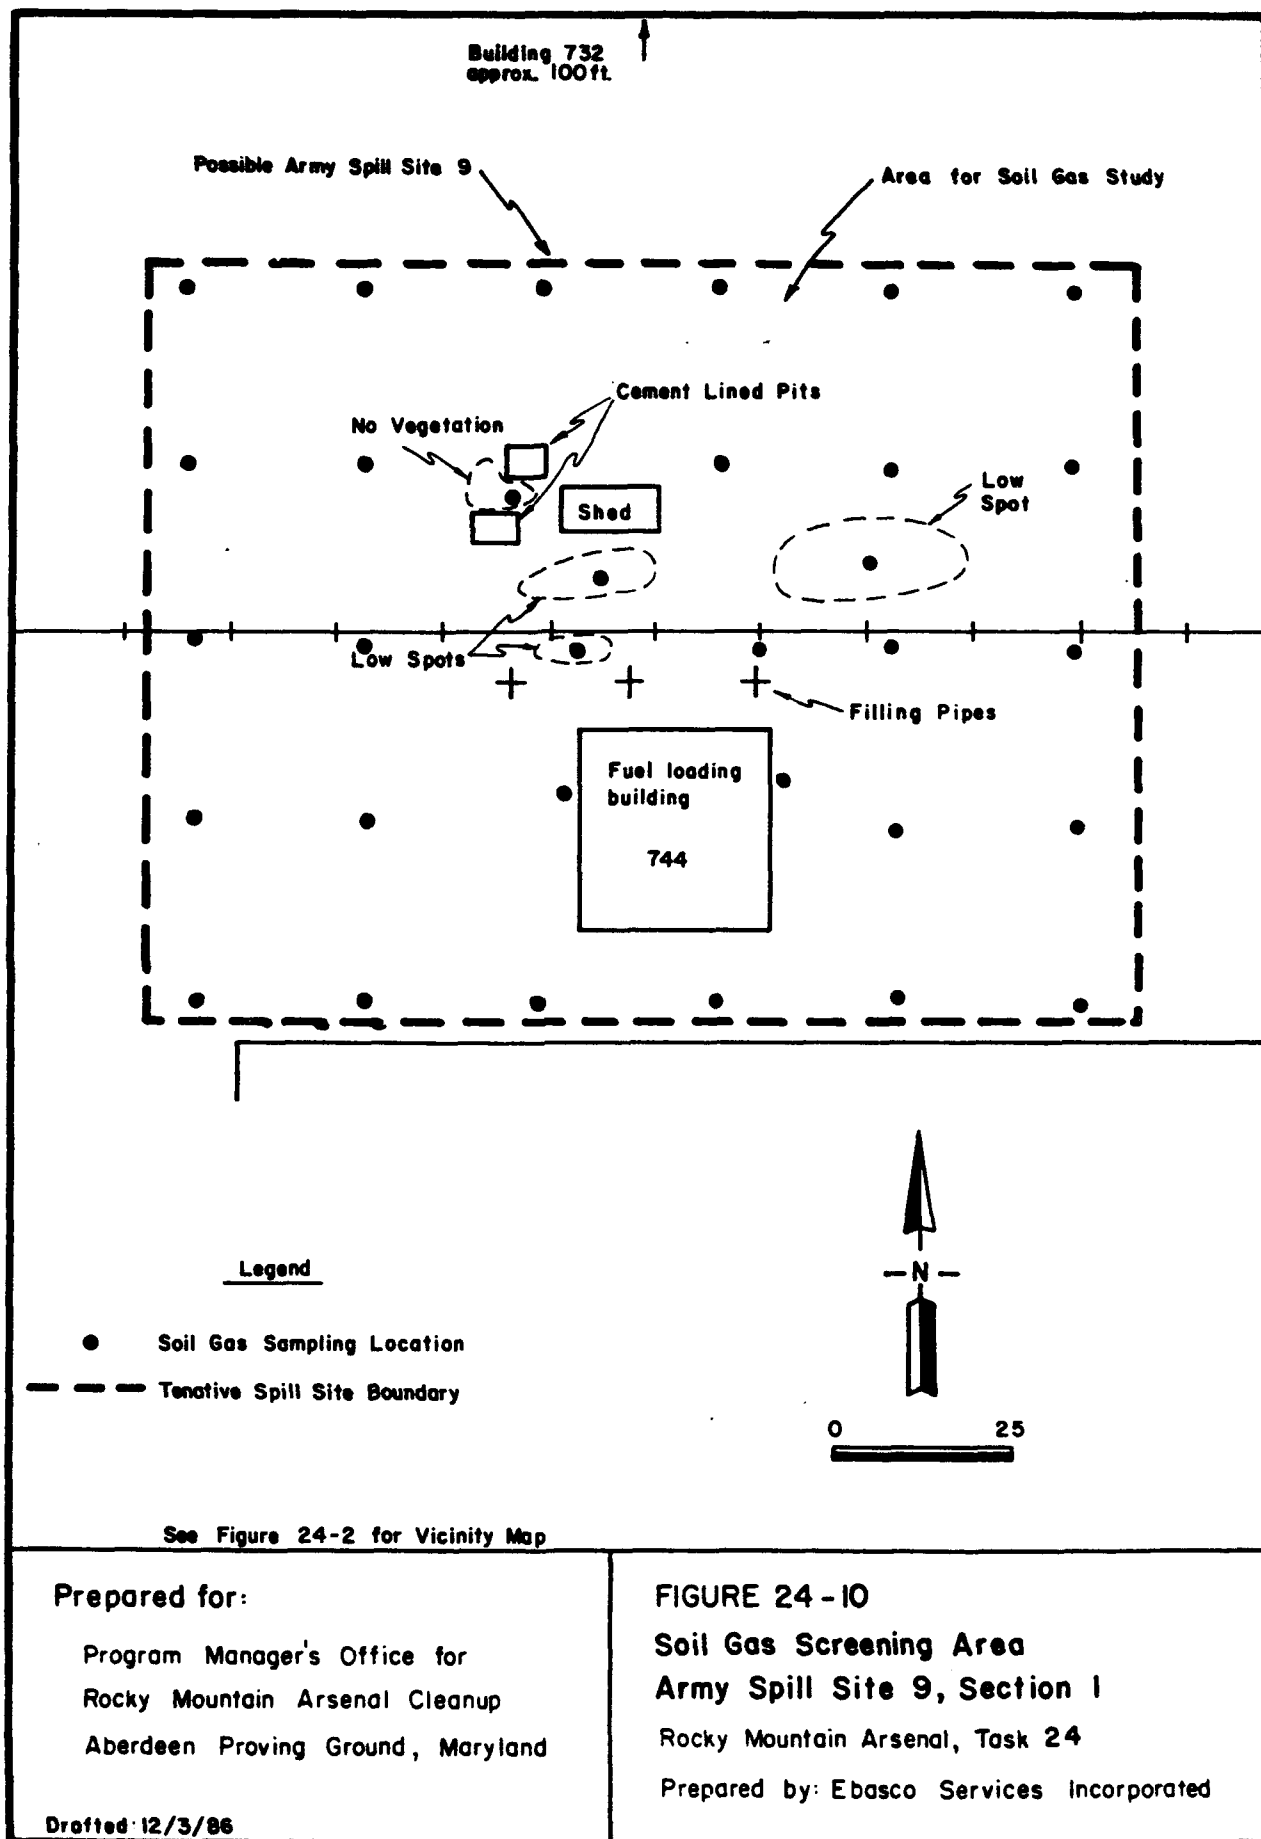 Building 732
approx. 100ft.
Possible Army Spill Site 9
Area for Soil Gas Study
Cement Lined Pits
No Vegetation
Low
Spot
Shed
Low Spots
Filling Pipes
Fuel loading
building
744
Legend
Soil Gas Sampling Location
Tenative Spill Site Boundary
N
0 25
See Figure 24-2 for Vicinity Map
Prepared for:
Program Manager's Office for
Rocky Mountain Arsenal Cleanup
Aberdeen Proving Ground, Maryland
Drafted: 12/3/86
FIGURE 24-10
Soil Gas Screening Area
Army Spill Site 9, Section 1
Rocky Mountain Arsenal, Task 24
Prepared by: Ebasco Services Incorporated